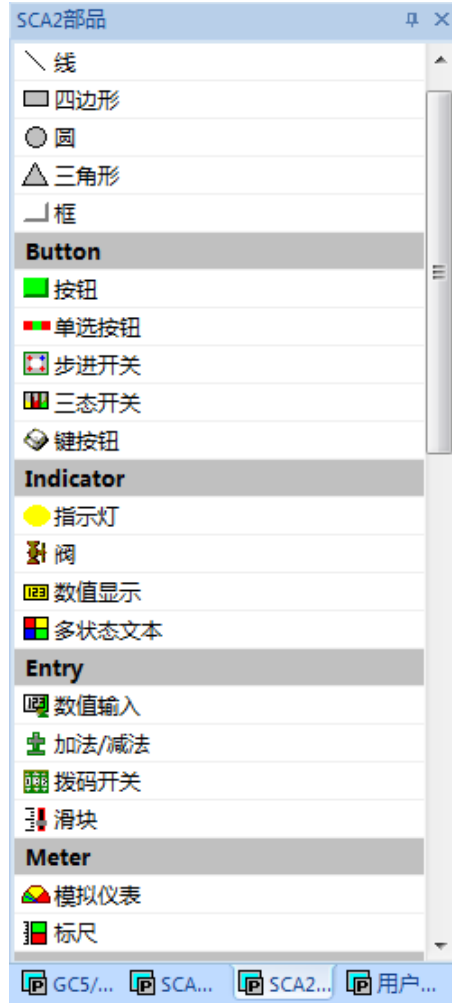 SCA2部品
线
四边形
圆
三角形
框
Button
按钮
单选按钮
步进开关
三态开关
键按钮
Indicator
指示灯
阀
123 数值显示
多状态文本
Entry
123 数值输入
加法/减法
拨码开关
滑块
Meter
模拟仪表
标尺
P GC5/... P SCA... P SCA2... P 用户...